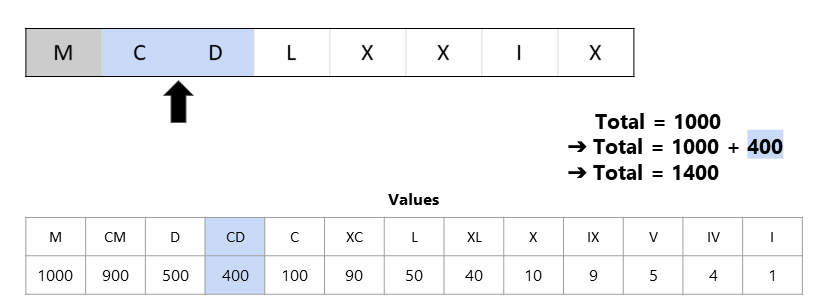 M C D L X X I X
Total = 1000
➔ Total = 1000 + 400
➔ Total = 1400
Values
M CM D CD C XC L XL X IX V IV I
1000 900 500 400 100 90 50 40 10 9 5 4 1